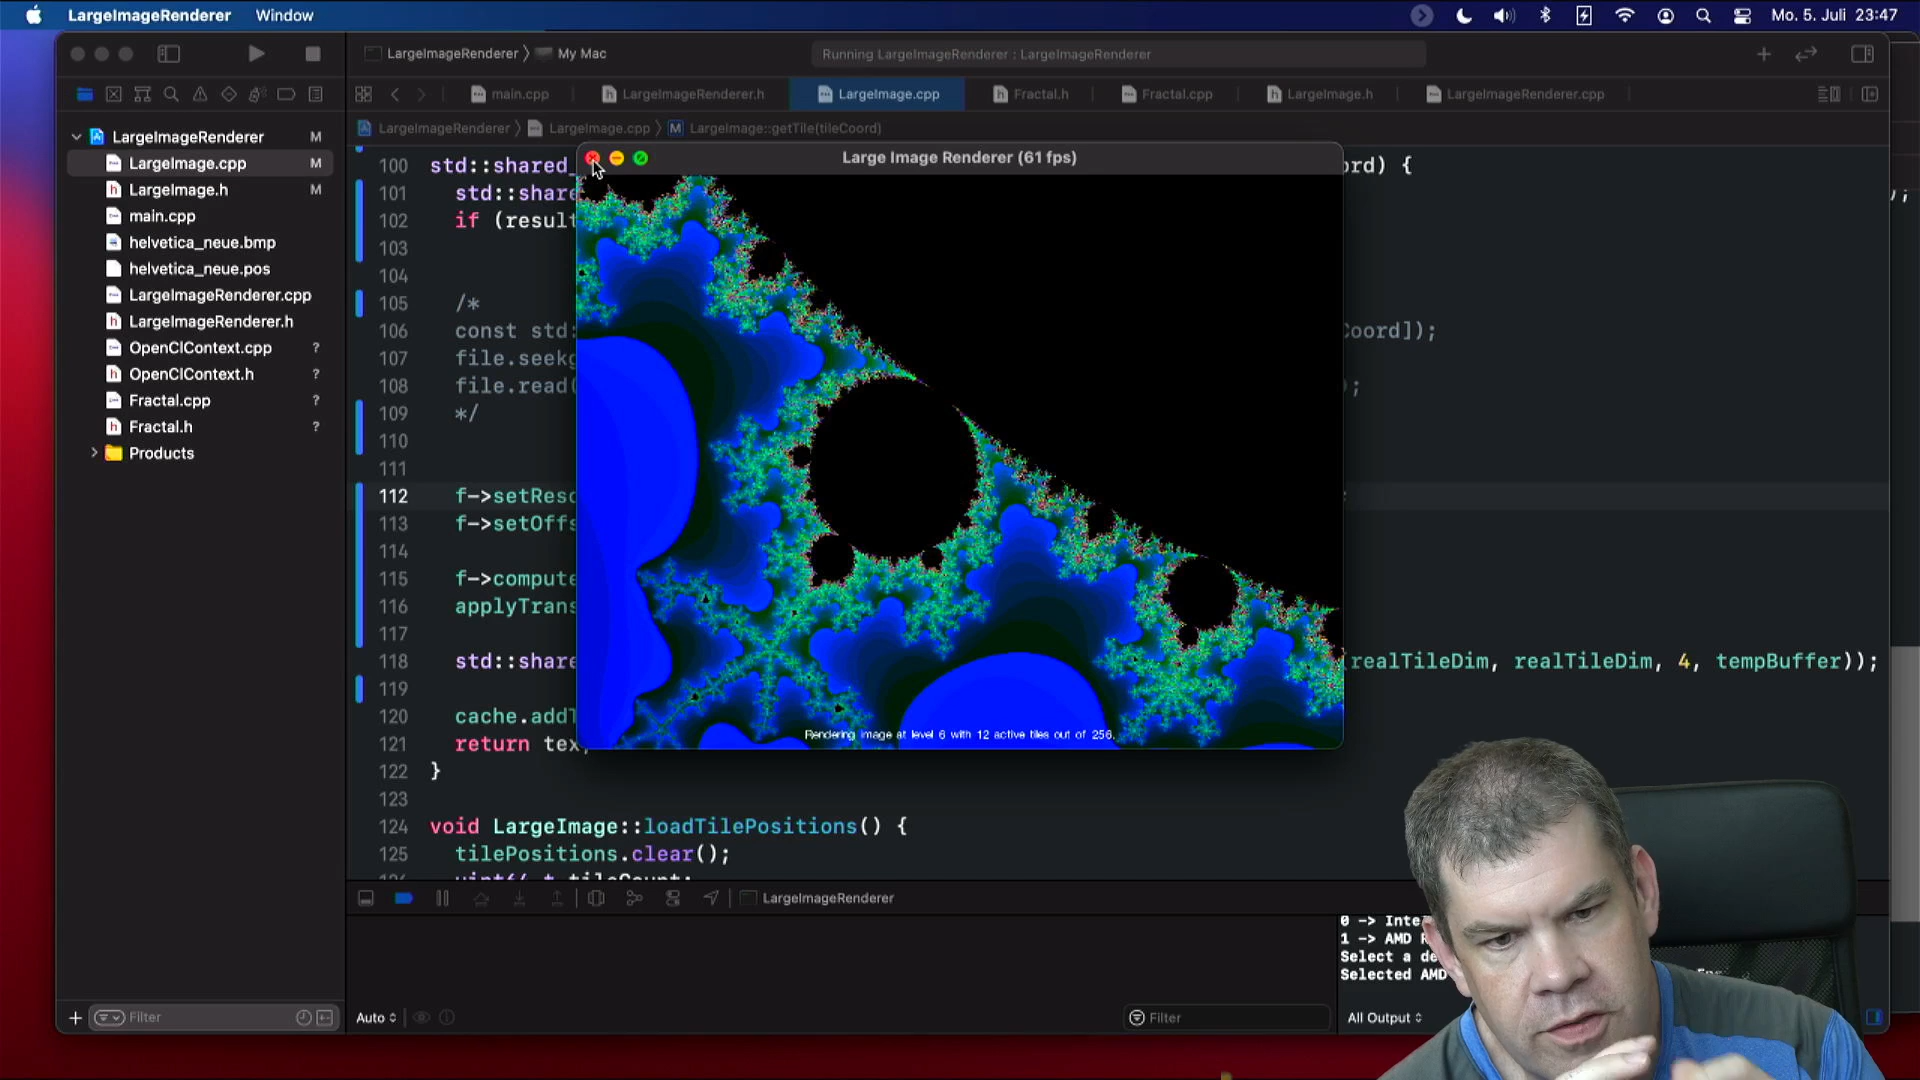 LargeImageRenderer Window Mo. 5. Juli 23:47
LargeImageRenderer 〉 My Mac
Running LargeImageRenderer : LargeImageRenderer
main.cpp LargeImageRenderer.h LargeImage.cpp Fractal.h Fractal.cpp LargeImage.h LargeImageRenderer.cpp
LargeImageRenderer 〉 LargeImage.cpp 〉 M LargeImage::getTile(tileCoord)
LargeImageRenderer M
LargeImage.cpp M
LargeImage.h M
main.cpp
helvetica_neue.bmp
helvetica_neue.pos
LargeImageRenderer.cpp
LargeImageRenderer.h
OpenClContext.cpp ?
OpenClContext.h ?
Fractal.cpp ?
Fractal.h ?
Products
Filter
Large Image Renderer (61 fps)
100 std::shared_ ord) {
101 std::share
102 if (result
103
104
105 /*
106 const std: Coord]);
107 file.seekg
108 file.read( );
109 */
110
111
112 f->setReso ;
113 f->setOffs
114
115 f->compute
116 applyTrans
117
118 std::share (realTileDim, realTileDim, 4, tempBuffer));
119
120 cache.addT
121 return tex;
122 }
123
124 void LargeImage::loadTilePositions() {
125 tilePositions.clear();
Rendering image at level 6 with 12 active tiles out of 256.
LargeImageRenderer
0 -> Inte
1 -> AMD R
Select a de
Selected AMD
Auto
Filter
All Output